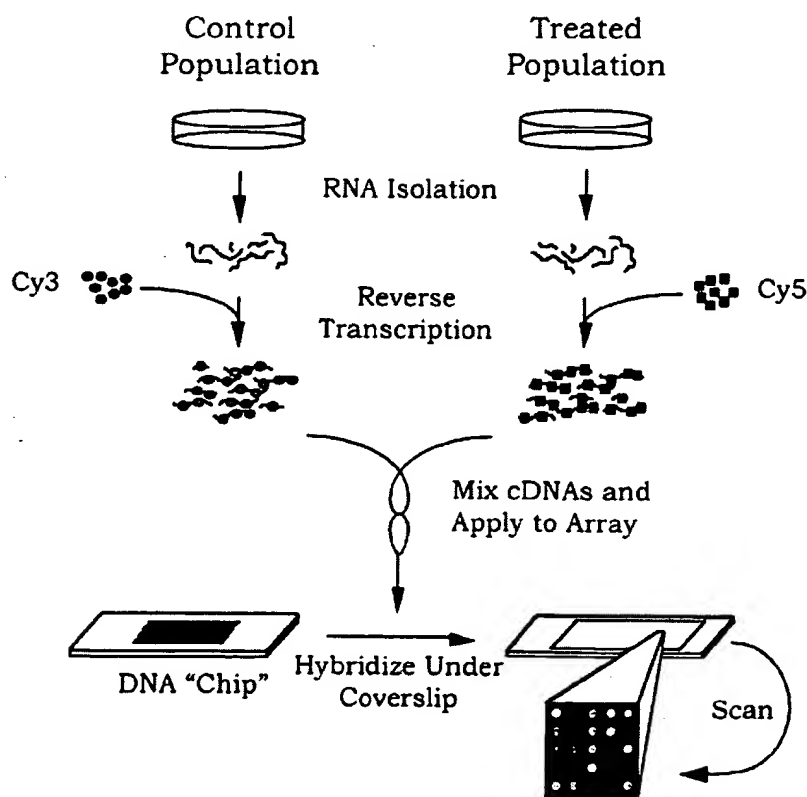 Control
Population
Treated
Population
RNA Isolation
Cy3
Reverse
Transcription
Cy5
Mix cDNAs and
Apply to Array
DNA “Chip”
Hybridize Under
Coverslip
Scan